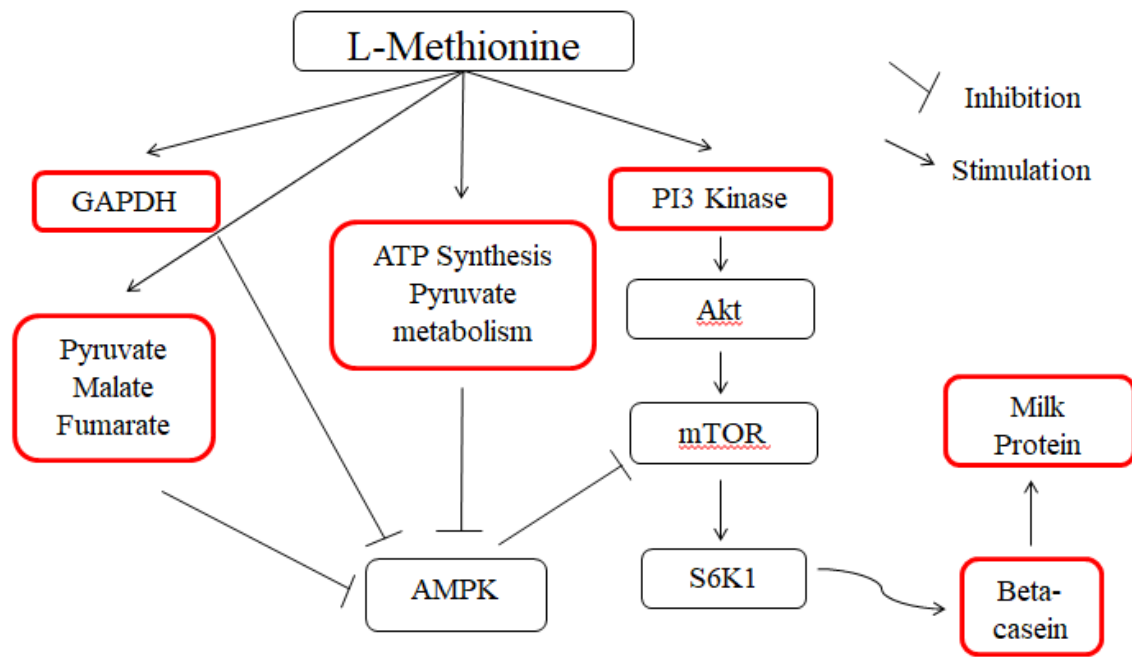 L-Methionine
Inhibition
Stimulation
GAPDH
PI3 Kinase
ATP Synthesis
Pyruvate
metabolism
Akt
Pyruvate
Malate
Fumarate
mTOR
Milk
Protein
AMPK
S6K1
Beta-
casein